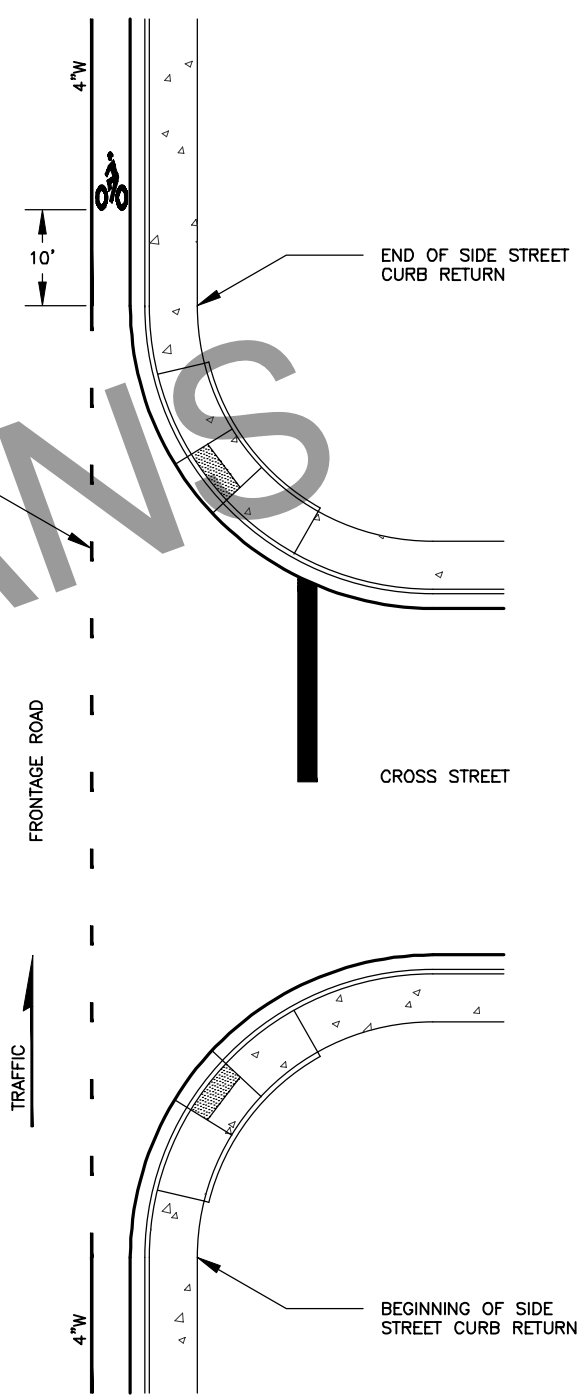 4"W
10'
END OF SIDE STREET
CURB RETURN
ANS
FRONTAGE ROAD
CROSS STREET
TRAFFIC
4"W
BEGINNING OF SIDE
STREET CURB RETURN